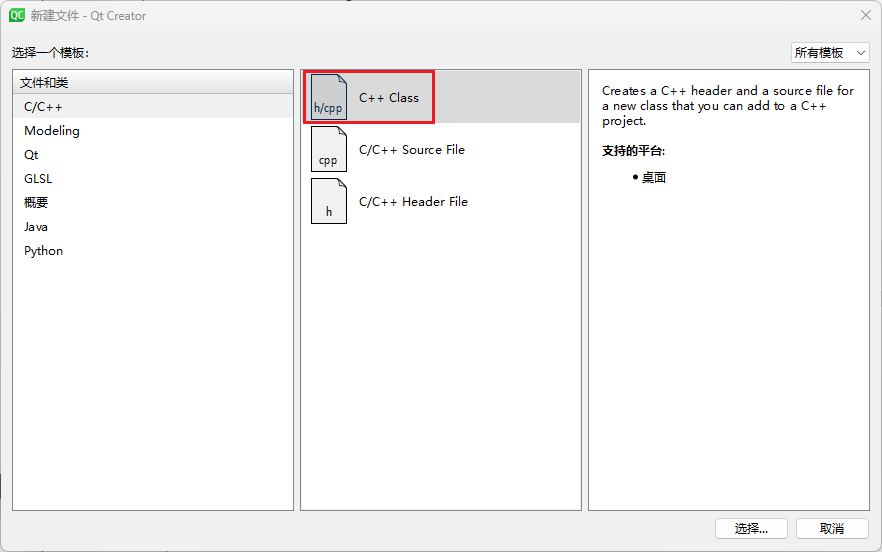 QC 新建文件 - Qt Creator
选择一个模板:
所有模板
文件和类
C/C++
Modeling
Qt
GLSL
概要
Java
Python
h/cpp
C++ Class
cpp
C/C++ Source File
h
C/C++ Header File
Creates a C++ header and a source file for
a new class that you can add to a C++
project.
支持的平台:
• 桌面
选择...
取消